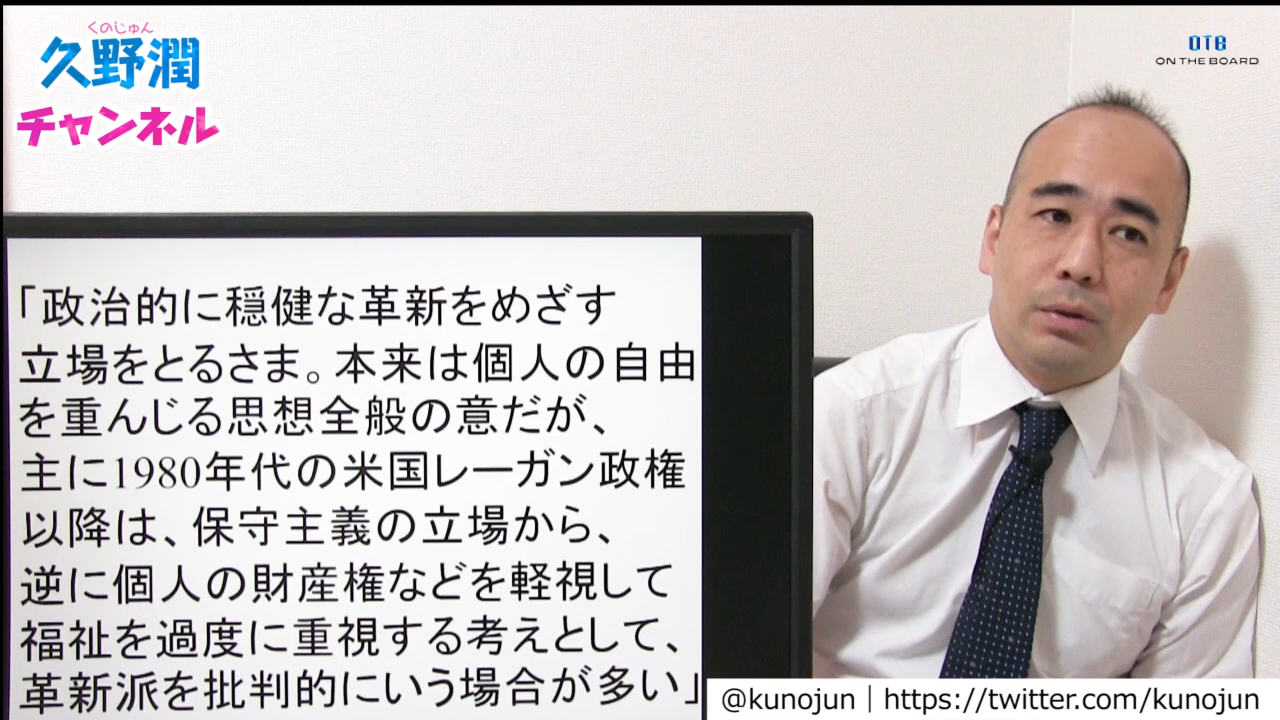 くのじゅん
久野潤
チャンネル
OTB
ON THE BOARD
「政治的に穏健な革新をめざす
立場をとるさま。本来は個人の自由
を重んじる思想全般の意だが、
主に1980年代の米国レーガン政権
以降は、保守主義の立場から、
逆に個人の財産権などを軽視して
福祉を過度に重視する考えとして、
革新派を批判的にいう場合が多い」
@kunojun｜https://twitter.com/kunojun